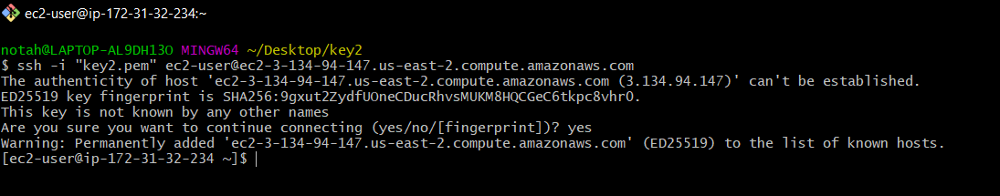 ec2-user@ip-172-31-32-234:~
notah@LAPTOP-AL9DH13O MINGW64 ~/Desktop/key2
$ ssh -i "key2.pem" ec2-user@ec2-3-134-94-147.us-east-2.compute.amazonaws.com
The authenticity of host 'ec2-3-134-94-147.us-east-2.compute.amazonaws.com (3.134.94.147)' can't be established.
ED25519 key fingerprint is SHA256:9gxut2ZydfUOneCDucRhvsMUKM8HQCGeC6tkpc8vhr0.
This key is not known by any other names
Are you sure you want to continue connecting (yes/no/[fingerprint])? yes
Warning: Permanently added 'ec2-3-134-94-147.us-east-2.compute.amazonaws.com' (ED25519) to the list of known hosts.
[ec2-user@ip-172-31-32-234 ~]$